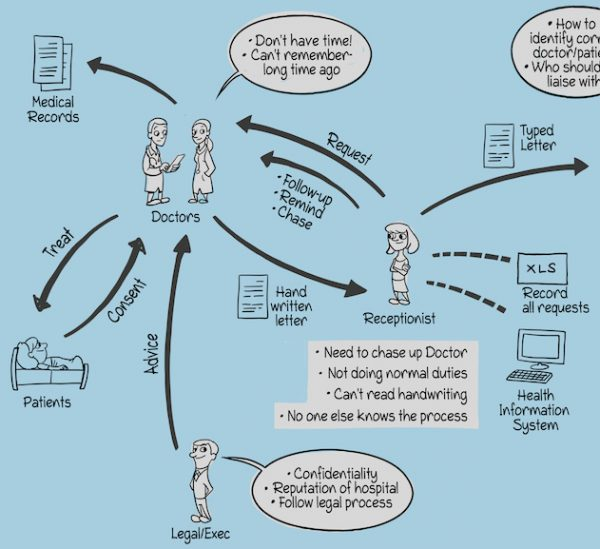 • Don't have time!
• Can't remember-
long time ago
• How to
identify
doctor/
• Who should
liaise with
Medical
Records
Doctors
Request
• Follow-up
• Remind
• Chase
Typed
Letter
Treat
Consent
Advice
Hand
written
letter
Receptionist
XLS
Record
all requests
• Need to chase up Doctor
• Not doing normal duties
• Can't read handwriting
• No one else knows the process
Health
Information
System
Patients
• Confidentiality
• Reputation of hospital
• Follow legal process
Legal/Exec